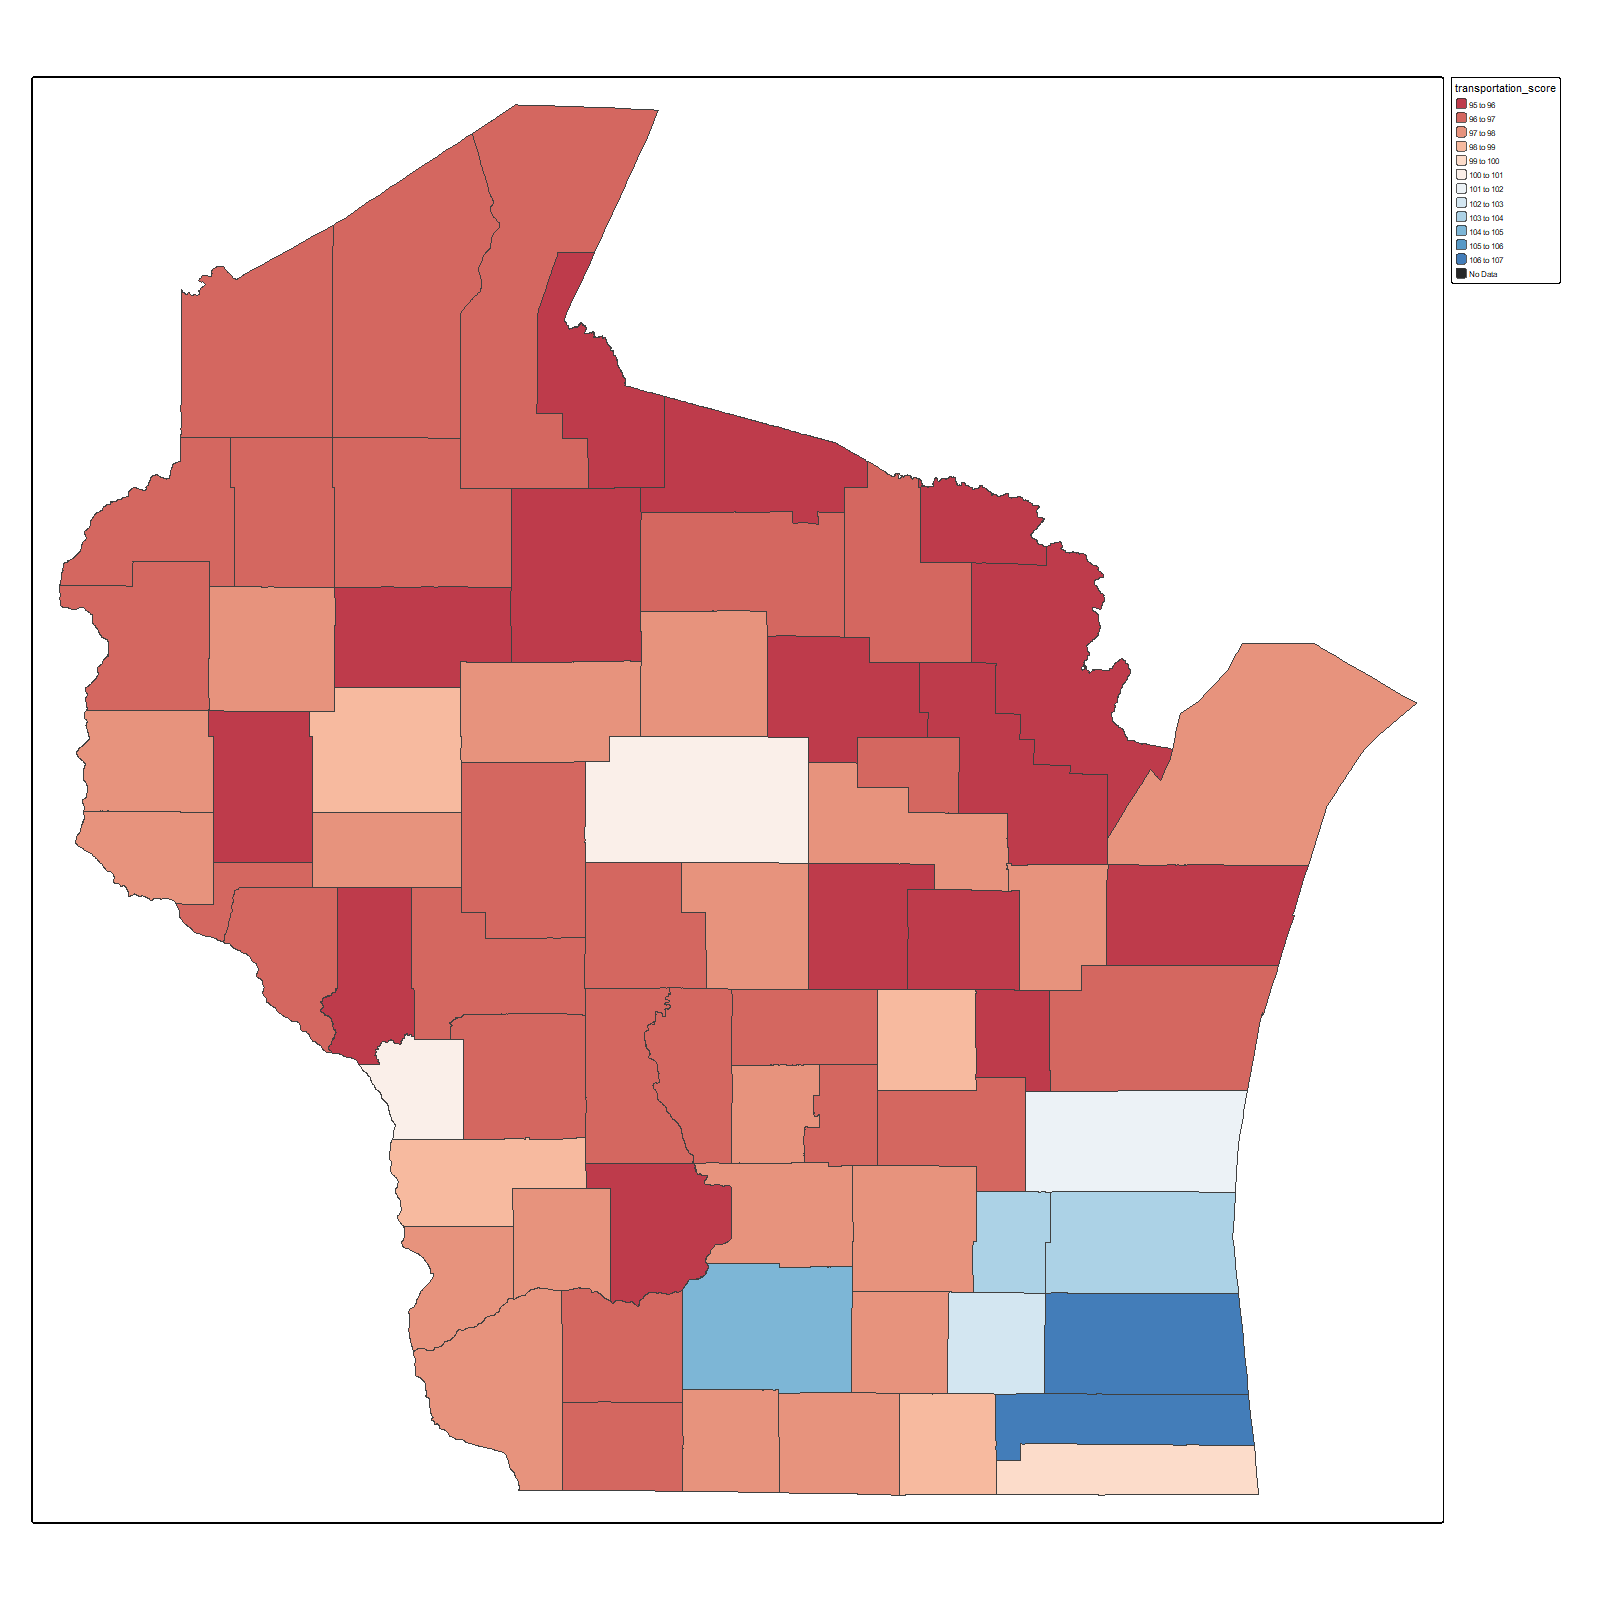 transportation_score
95 to 96
96 to 97
97 to 98
98 to 99
99 to 100
100 to 101
101 to 102
102 to 103
103 to 104
104 to 105
105 to 106
106 to 107
No Data